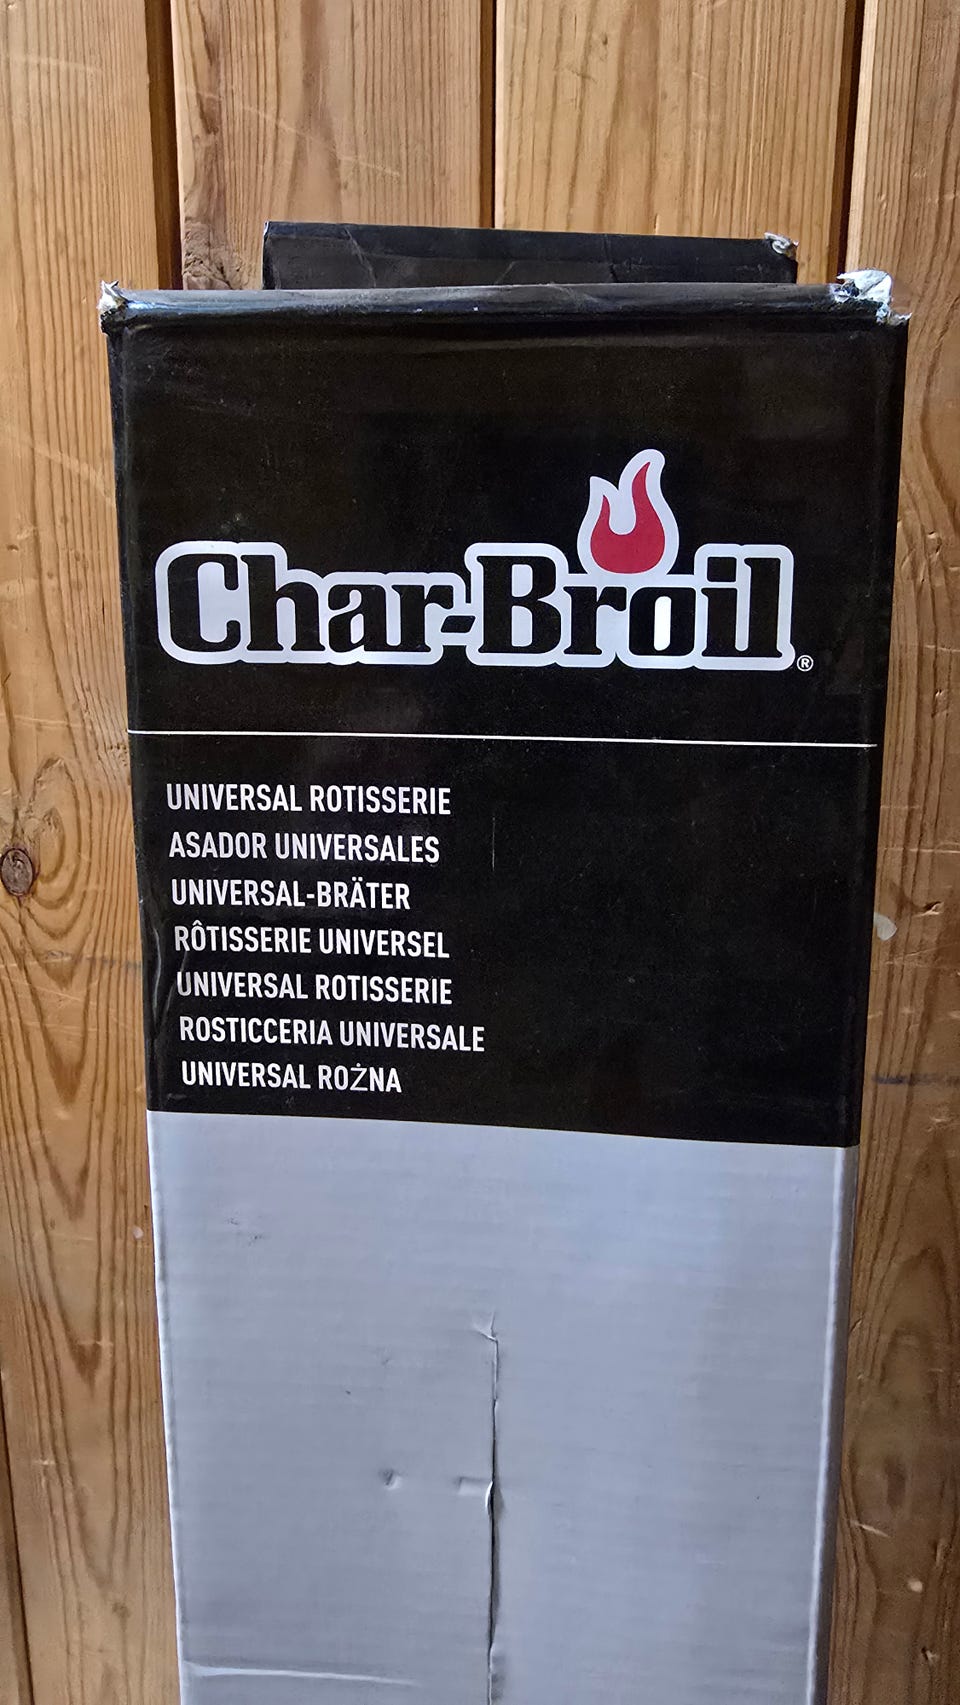 Char-Broil®
UNIVERSAL ROTISSERIE
ASADOR UNIVERSALES
UNIVERSAL-BRÄTER
RÔTISSERIE UNIVERSEL
UNIVERSAL ROTISSERIE
ROSTICCERIA UNIVERSALE
UNIVERSAL ROŻNA